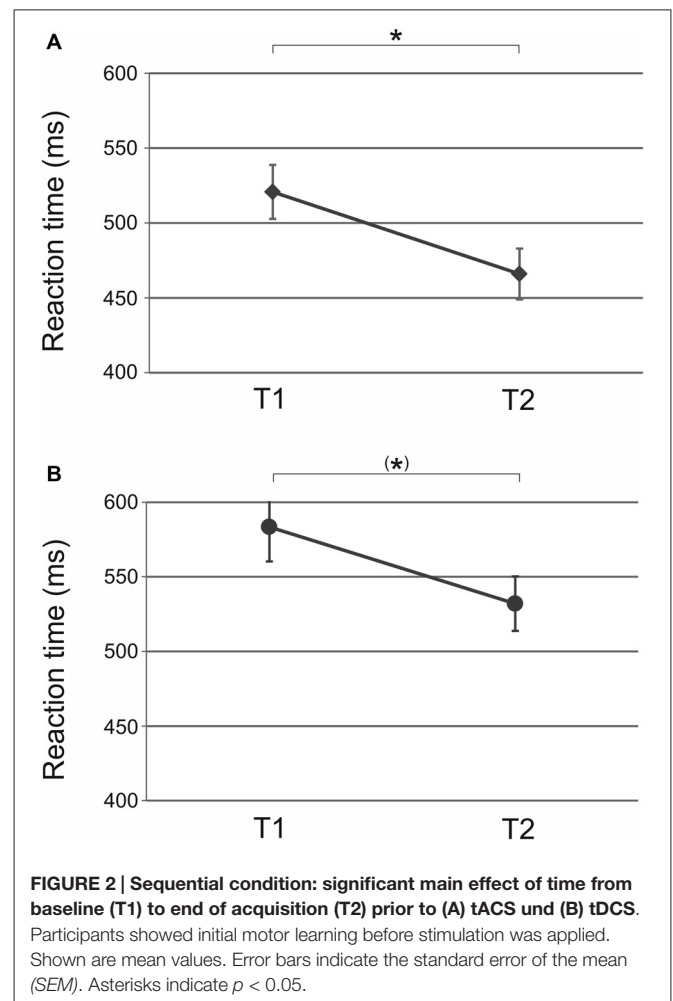 A
*
600
550
500
450
400
Reaction time (ms)
T1 T2
B
(*)
600
550
500
450
400
Reaction time (ms)
T1 T2
FIGURE 2 | Sequential condition: significant main effect of time from
baseline (T1) to end of acquisition (T2) prior to (A) tACS und (B) tDCS.
Participants showed initial motor learning before stimulation was applied.
Shown are mean values. Error bars indicate the standard error of the mean
(SEM). Asterisks indicate p < 0.05.